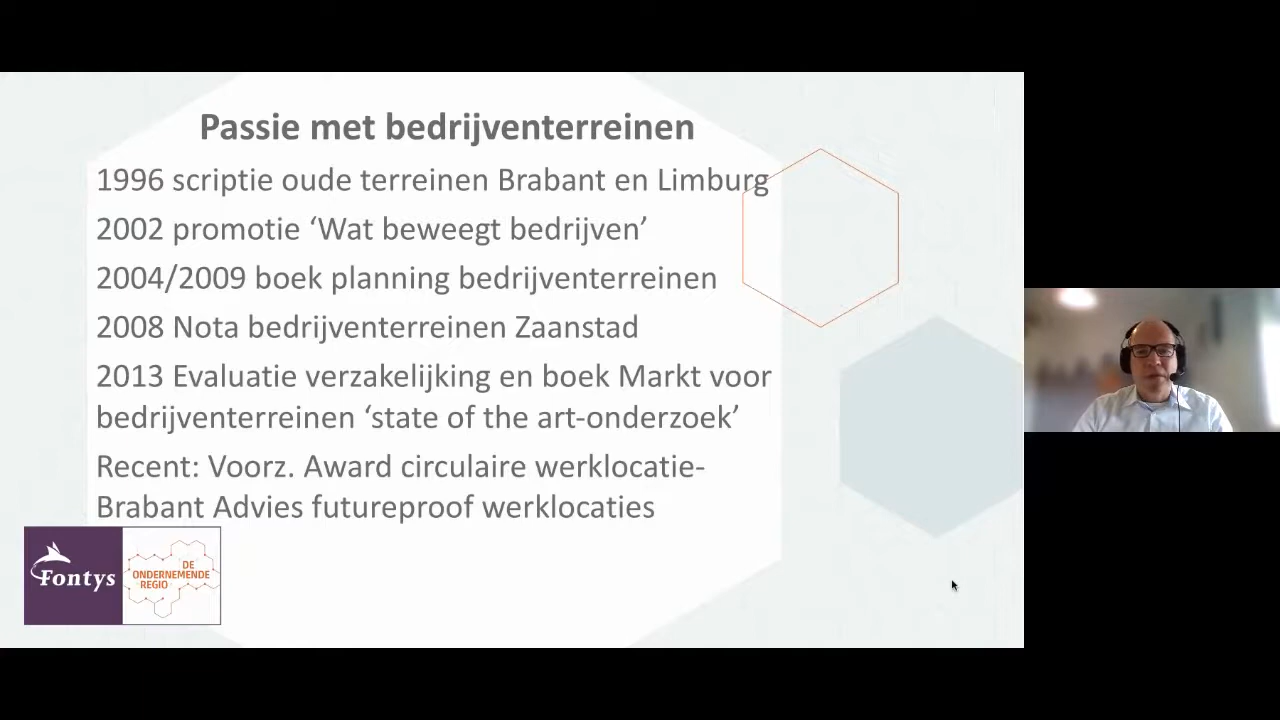 Passie met bedrijventerreinen
1996 scriptie oude terreinen Brabant en Limburg
2002 promotie ‘Wat beweegt bedrijven’
2004/2009 boek planning bedrijventerreinen
2008 Nota bedrijventerreinen Zaanstad
2013 Evaluatie verzakelijking en boek Markt voor
bedrijventerreinen ‘state of the art-onderzoek’
Recent: Voorz. Award circulaire werklocatie-
Brabant Advies futureproof werklocaties
Fontys
DE
ONDERNEMENDE
REGIO